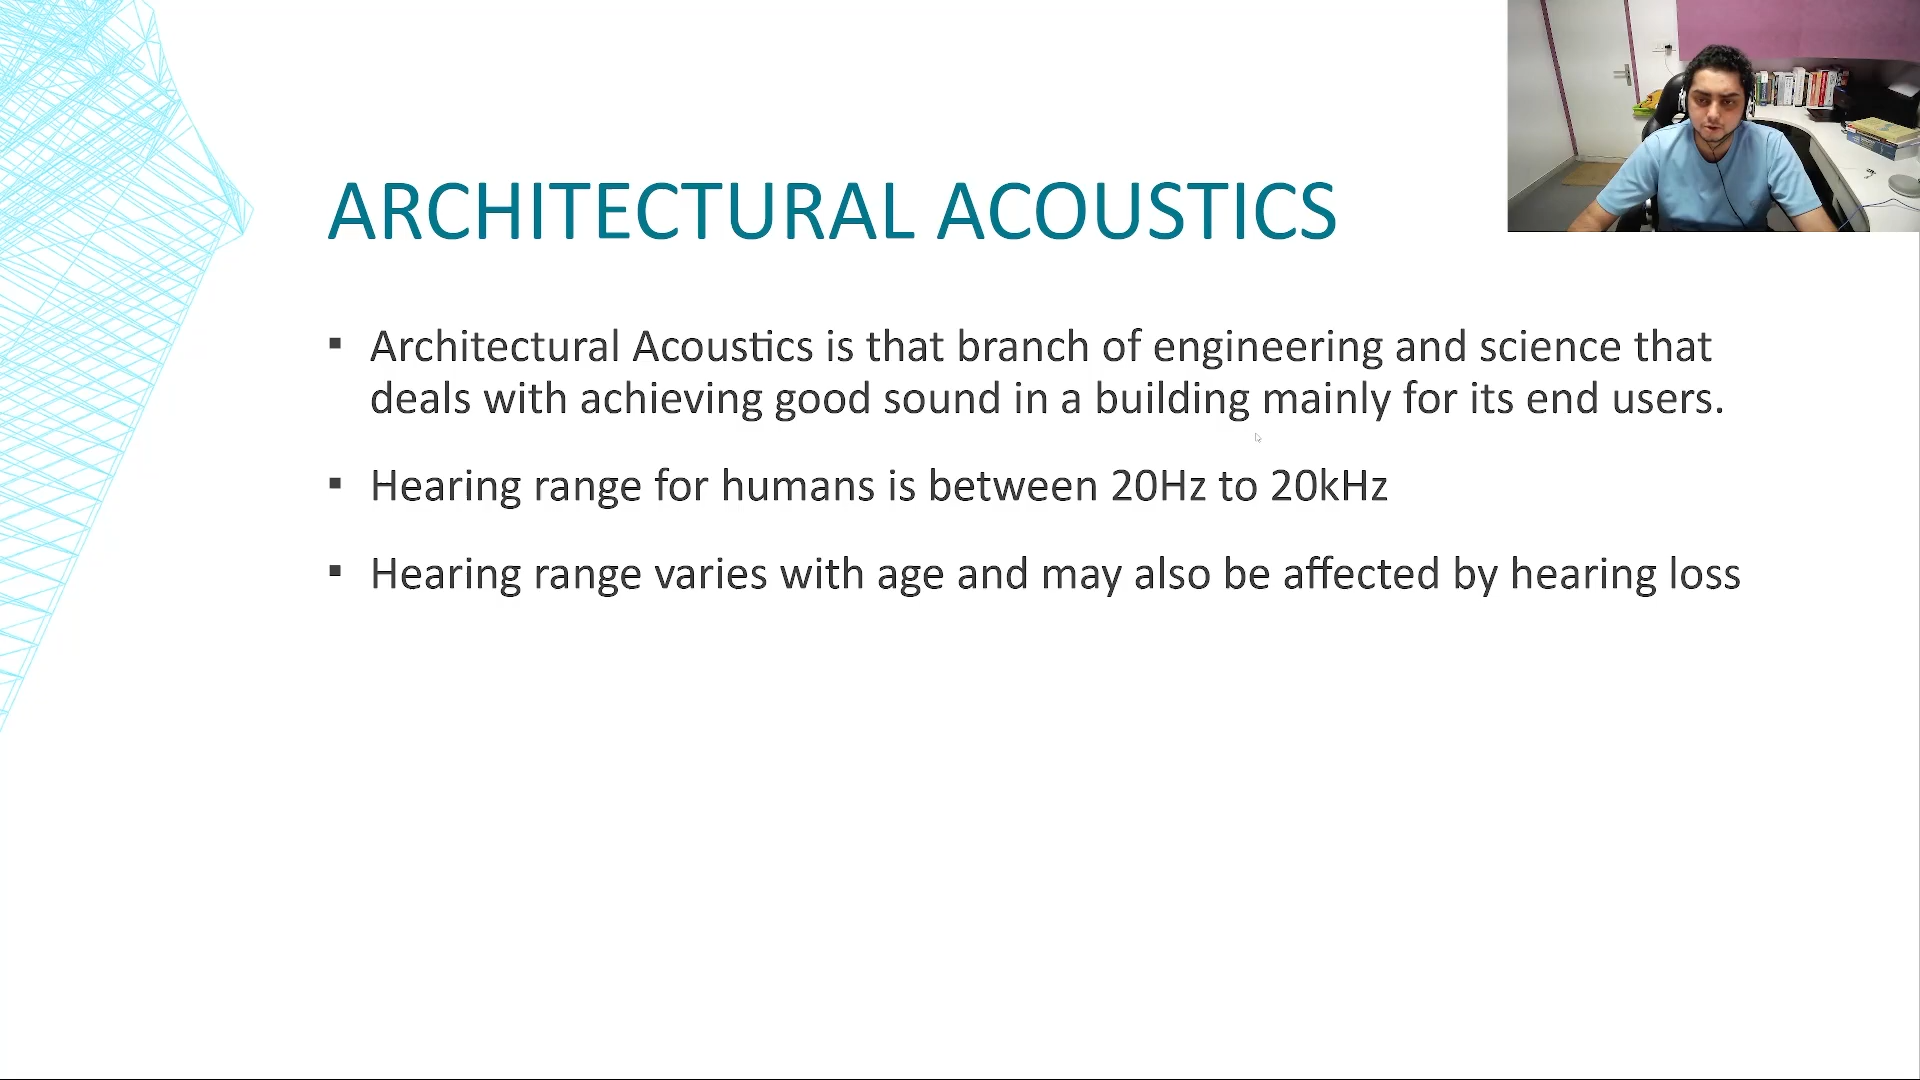 ARCHITECTURAL ACOUSTICS
▪ Architectural Acoustics is that branch of engineering and science that
deals with achieving good sound in a building mainly for its end users.
▪ Hearing range for humans is between 20Hz to 20kHz
▪ Hearing range varies with age and may also be affected by hearing loss